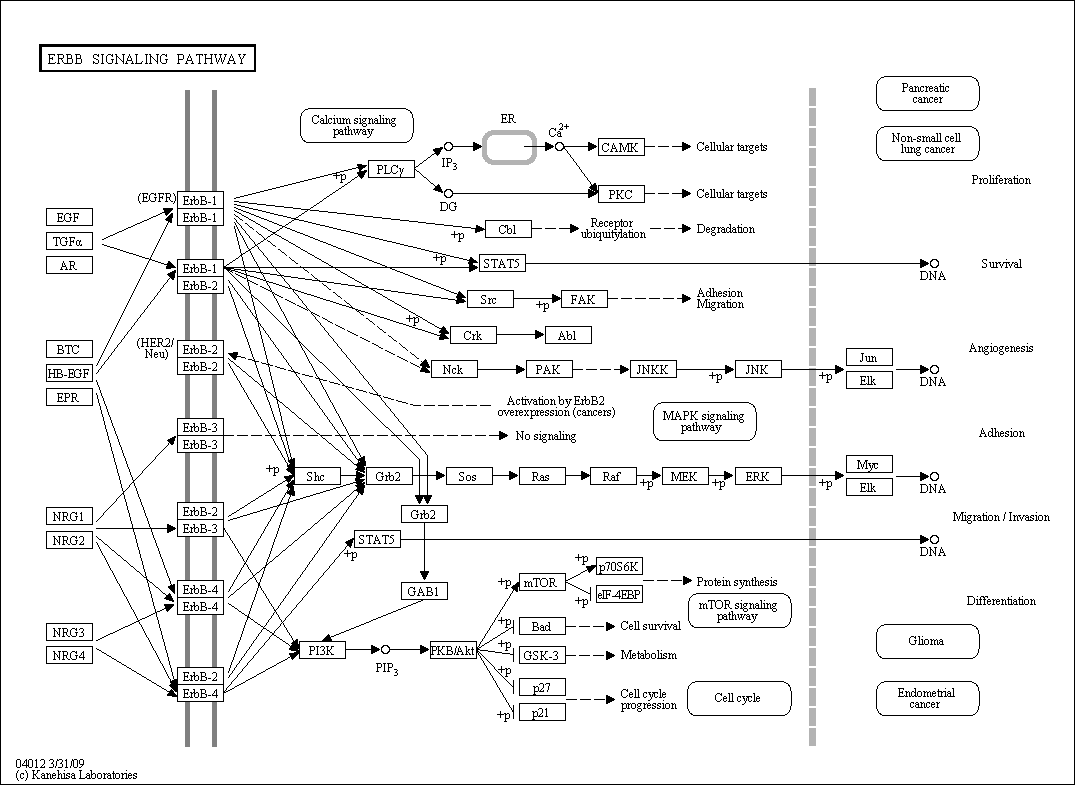 ERBB SIGNALING PATHWAY
Pancreatic
cancer
Non-small cell
lung cancer
Calcium signaling
pathway
ER
Ca2+
IP3
CAMK
Cellular targets
+p
PLCγ
DG
PKC
Cellular targets
Proliferation
(EGFR)
ErbB-1
ErbB-1
EGF
TGFα
AR
+p
Cbl
Receptor
ubiquitylation
Degradation
ErbB-1
ErbB-2
+p
STAT5
DNA
Survival
Src
+p
FAK
Adhesion
Migration
+p
Crk
Abl
(HER2/
Neu)
ErbB-2
ErbB-2
BTC
HB-EGF
EPR
Nck
PAK
JNKK
+p
JNK
+p
Jun
Elk
DNA
Angiogenesis
Activation by ErbB2
overexpression (cancers)
MAPK signaling
pathway
ErbB-3
ErbB-3
No signaling
Adhesion
+p
Shc
Grb2
Sos
Ras
Raf
+p
MEK
+p
ERK
+p
Myc
Elk
DNA
NRG1
NRG2
ErbB-2
ErbB-3
Grb2
Migration / Invasion
STAT5
+p
DNA
ErbB-4
ErbB-4
GAB1
+p
mTOR
+p
p70S6K
+p
eIF-4EBP
Protein synthesis
mTOR signaling
pathway
Differentiation
NRG3
NRG4
+p
Bad
Cell survival
Glioma
PI3K
PIP3
PKB/Akt
+p
GSK-3
Metabolism
ErbB-2
ErbB-4
+p
p27
+p
p21
Cell cycle
progression
Cell cycle
Endometrial
cancer
04012 3/31/09
(c) Kanehisa Laboratories